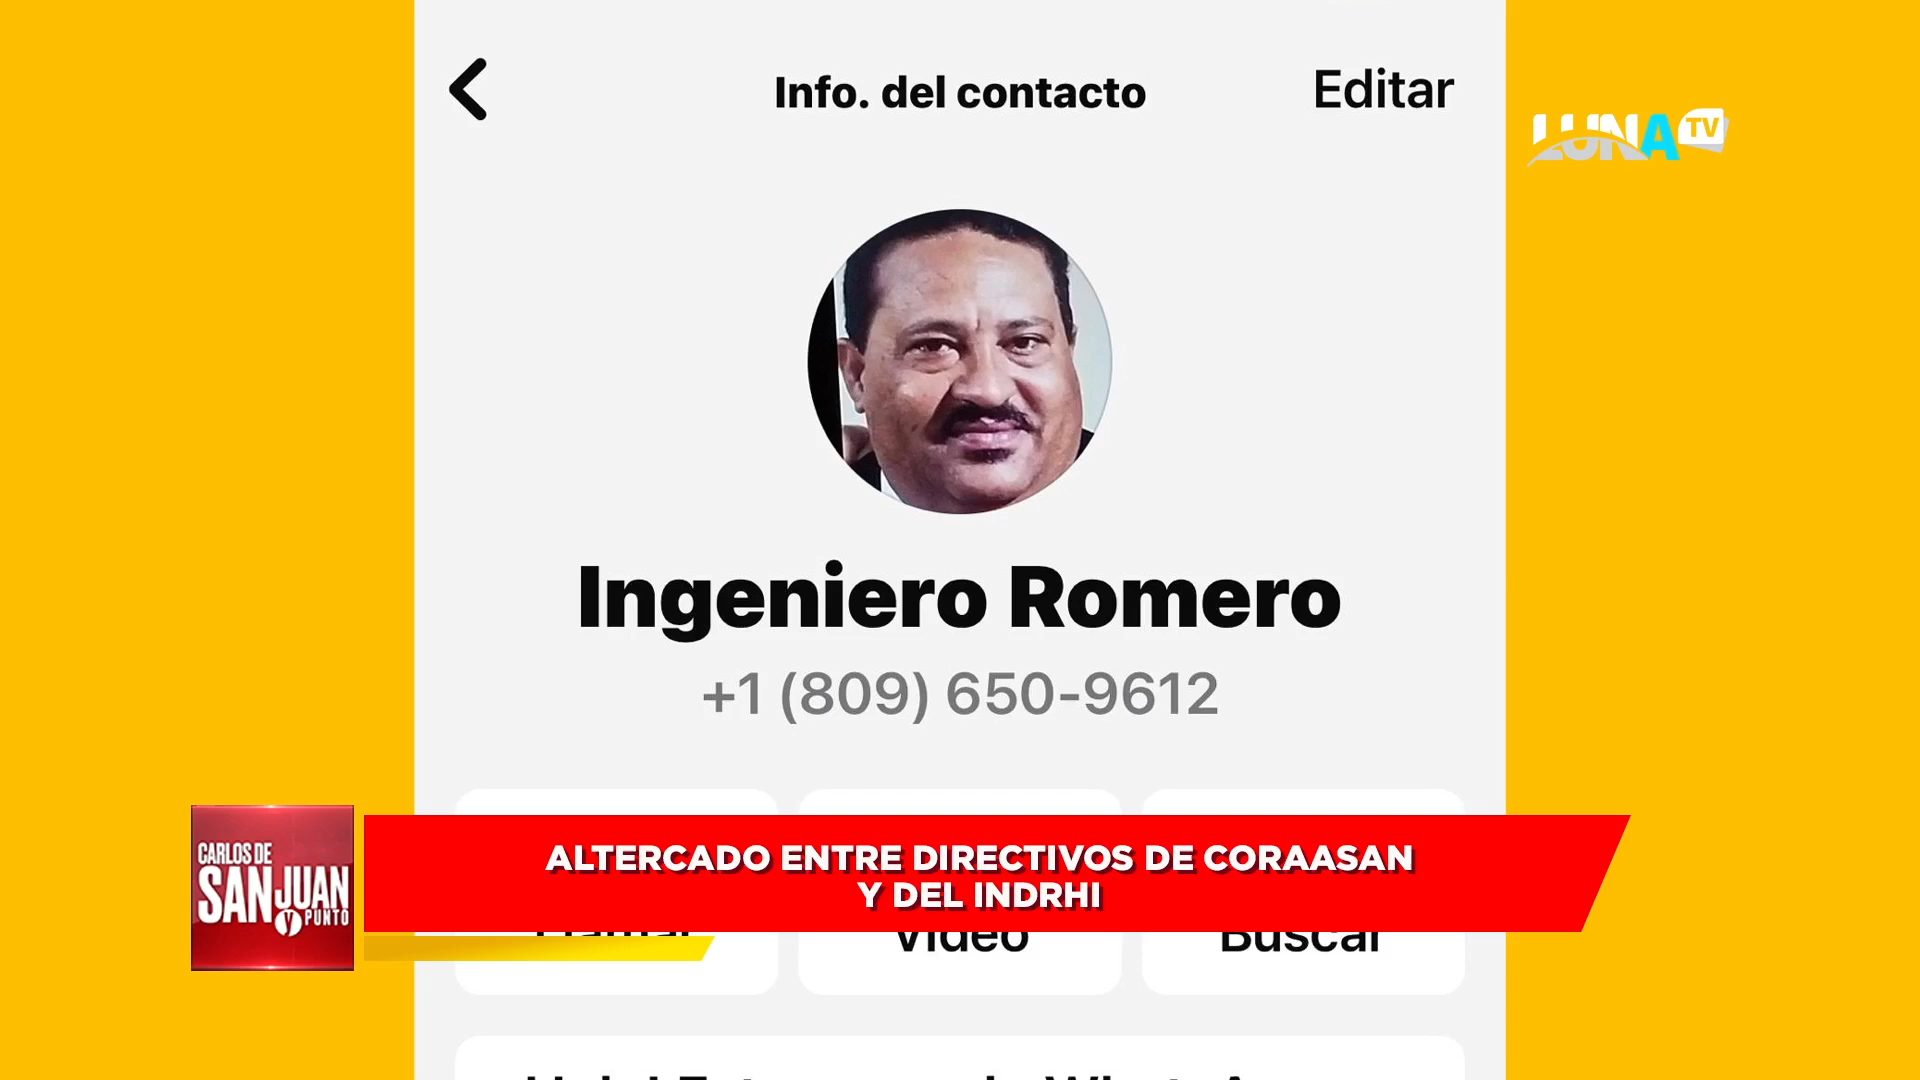 Info. del contacto
Editar
LUNA TV
Ingeniero Romero
+1 (809) 650-9612
CARLOS DE
SAN JUAN
Y PUNTO
ALTERCADO ENTRE DIRECTIVOS DE CORAASAN
Y DEL INDRHI
Llamar
Video
Buscar